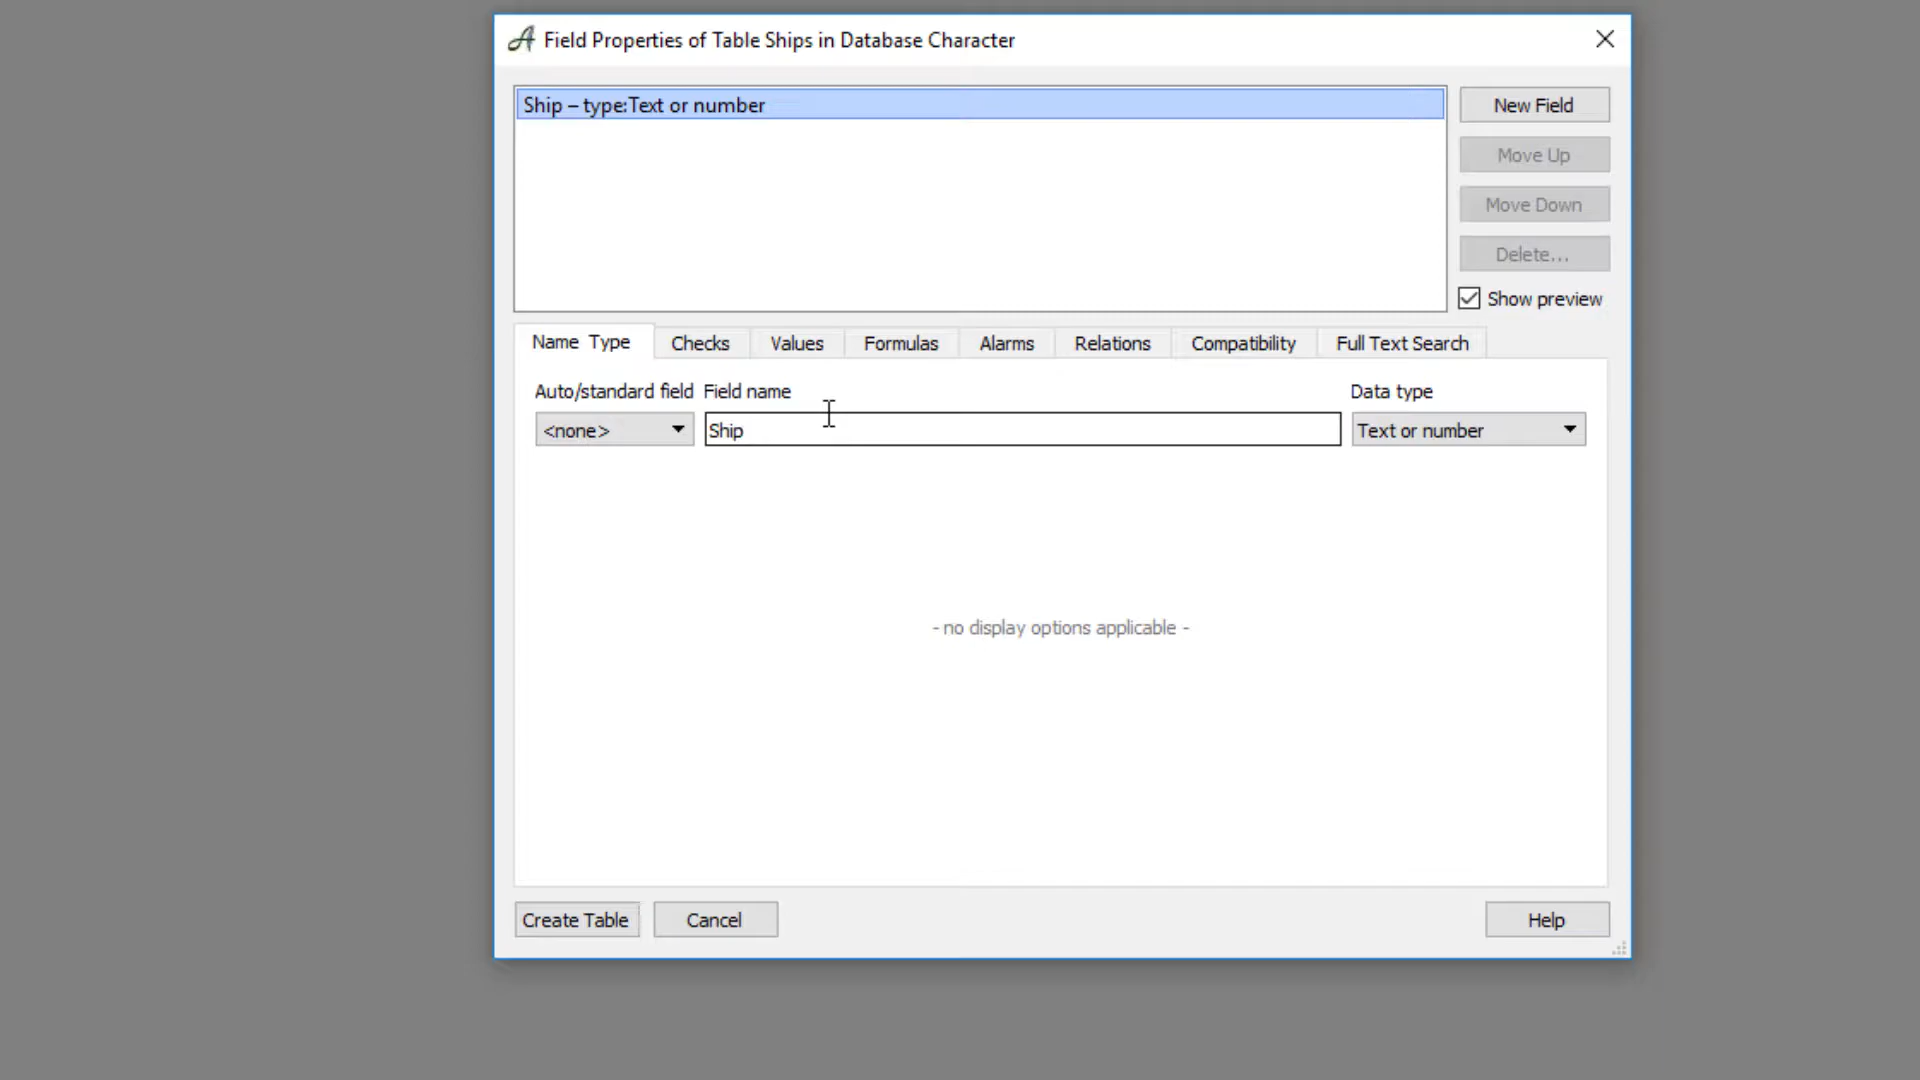 Field Properties of Table Ships in Database Character
Ship – type:Text or number
New Field
Move Up
Move Down
Delete...
Show preview
Name Type Checks Values Formulas Alarms Relations Compatibility Full Text Search
Auto/standard field Field name Data type
<none> Ship Text or number
- no display options applicable -
Create Table Cancel Help